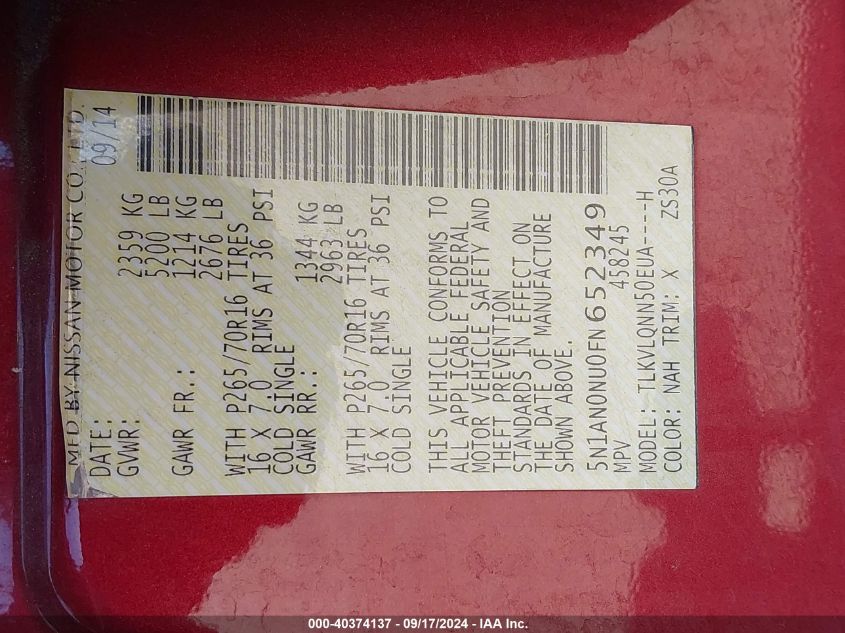 MFD BY NISSAN MOTOR CO., LTD.
DATE: 09/14
GVWR: 2359 KG
5200 LB
GAWR FR.: 1214 KG
2676 LB
WITH P265/70R16 TIRES
16 X 7.0 RIMS AT 36 PSI
COLD SINGLE
GAWR RR.: 1344 KG
2963 LB
WITH P265/70R16 TIRES
16 X 7.0 RIMS AT 36 PSI
COLD SINGLE
THIS VEHICLE CONFORMS TO
ALL APPLICABLE FEDERAL
MOTOR VEHICLE SAFETY AND
THEFT PREVENTION
STANDARDS IN EFFECT ON
THE DATE OF MANUFACTURE
SHOWN ABOVE.
5N1AN0NU0FN652349
MPV 458245
MODEL: TLKVLQNN50EUA----H
COLOR: NAH TRIM: X ZS30A
000-40374137 - 09/17/2024 - IAA Inc.